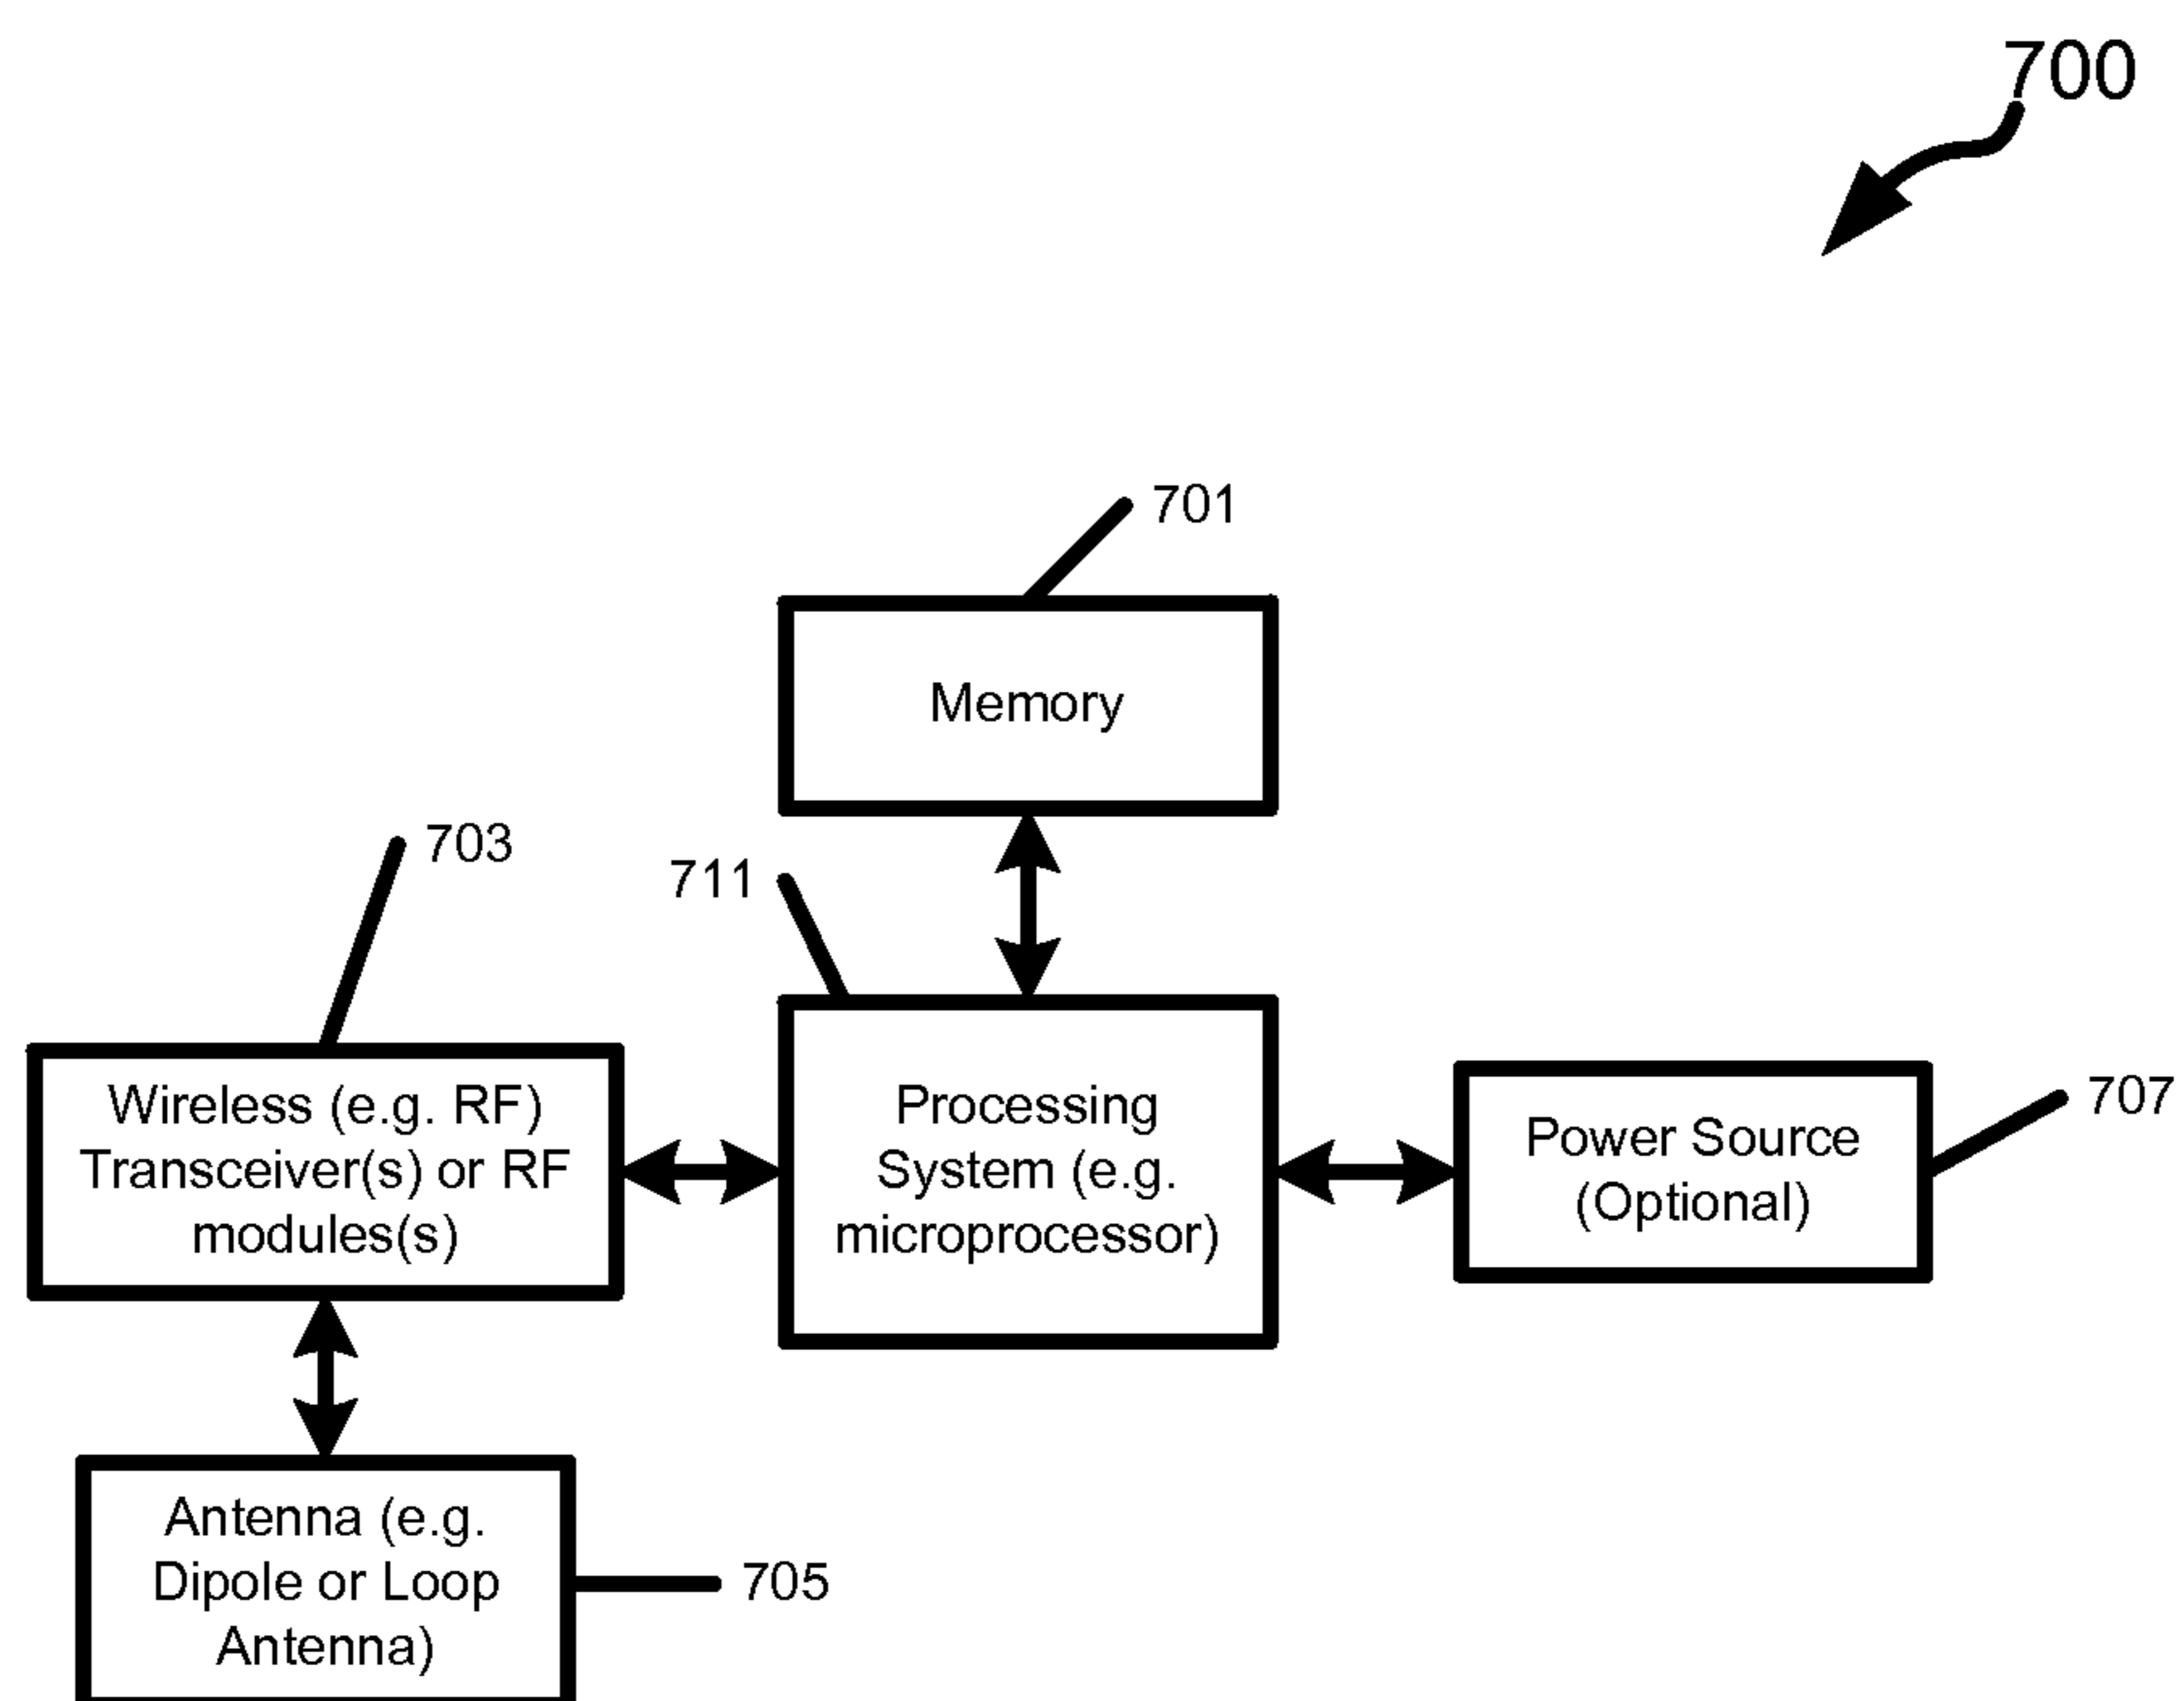 700
701
Memory
703
711
Wireless (e.g. RF)
Transceiver(s) or RF
modules(s)
Processing
System (e.g.
microprocessor)
Power Source
(Optional)
707
Antenna (e.g.
Dipole or Loop
Antenna)
705